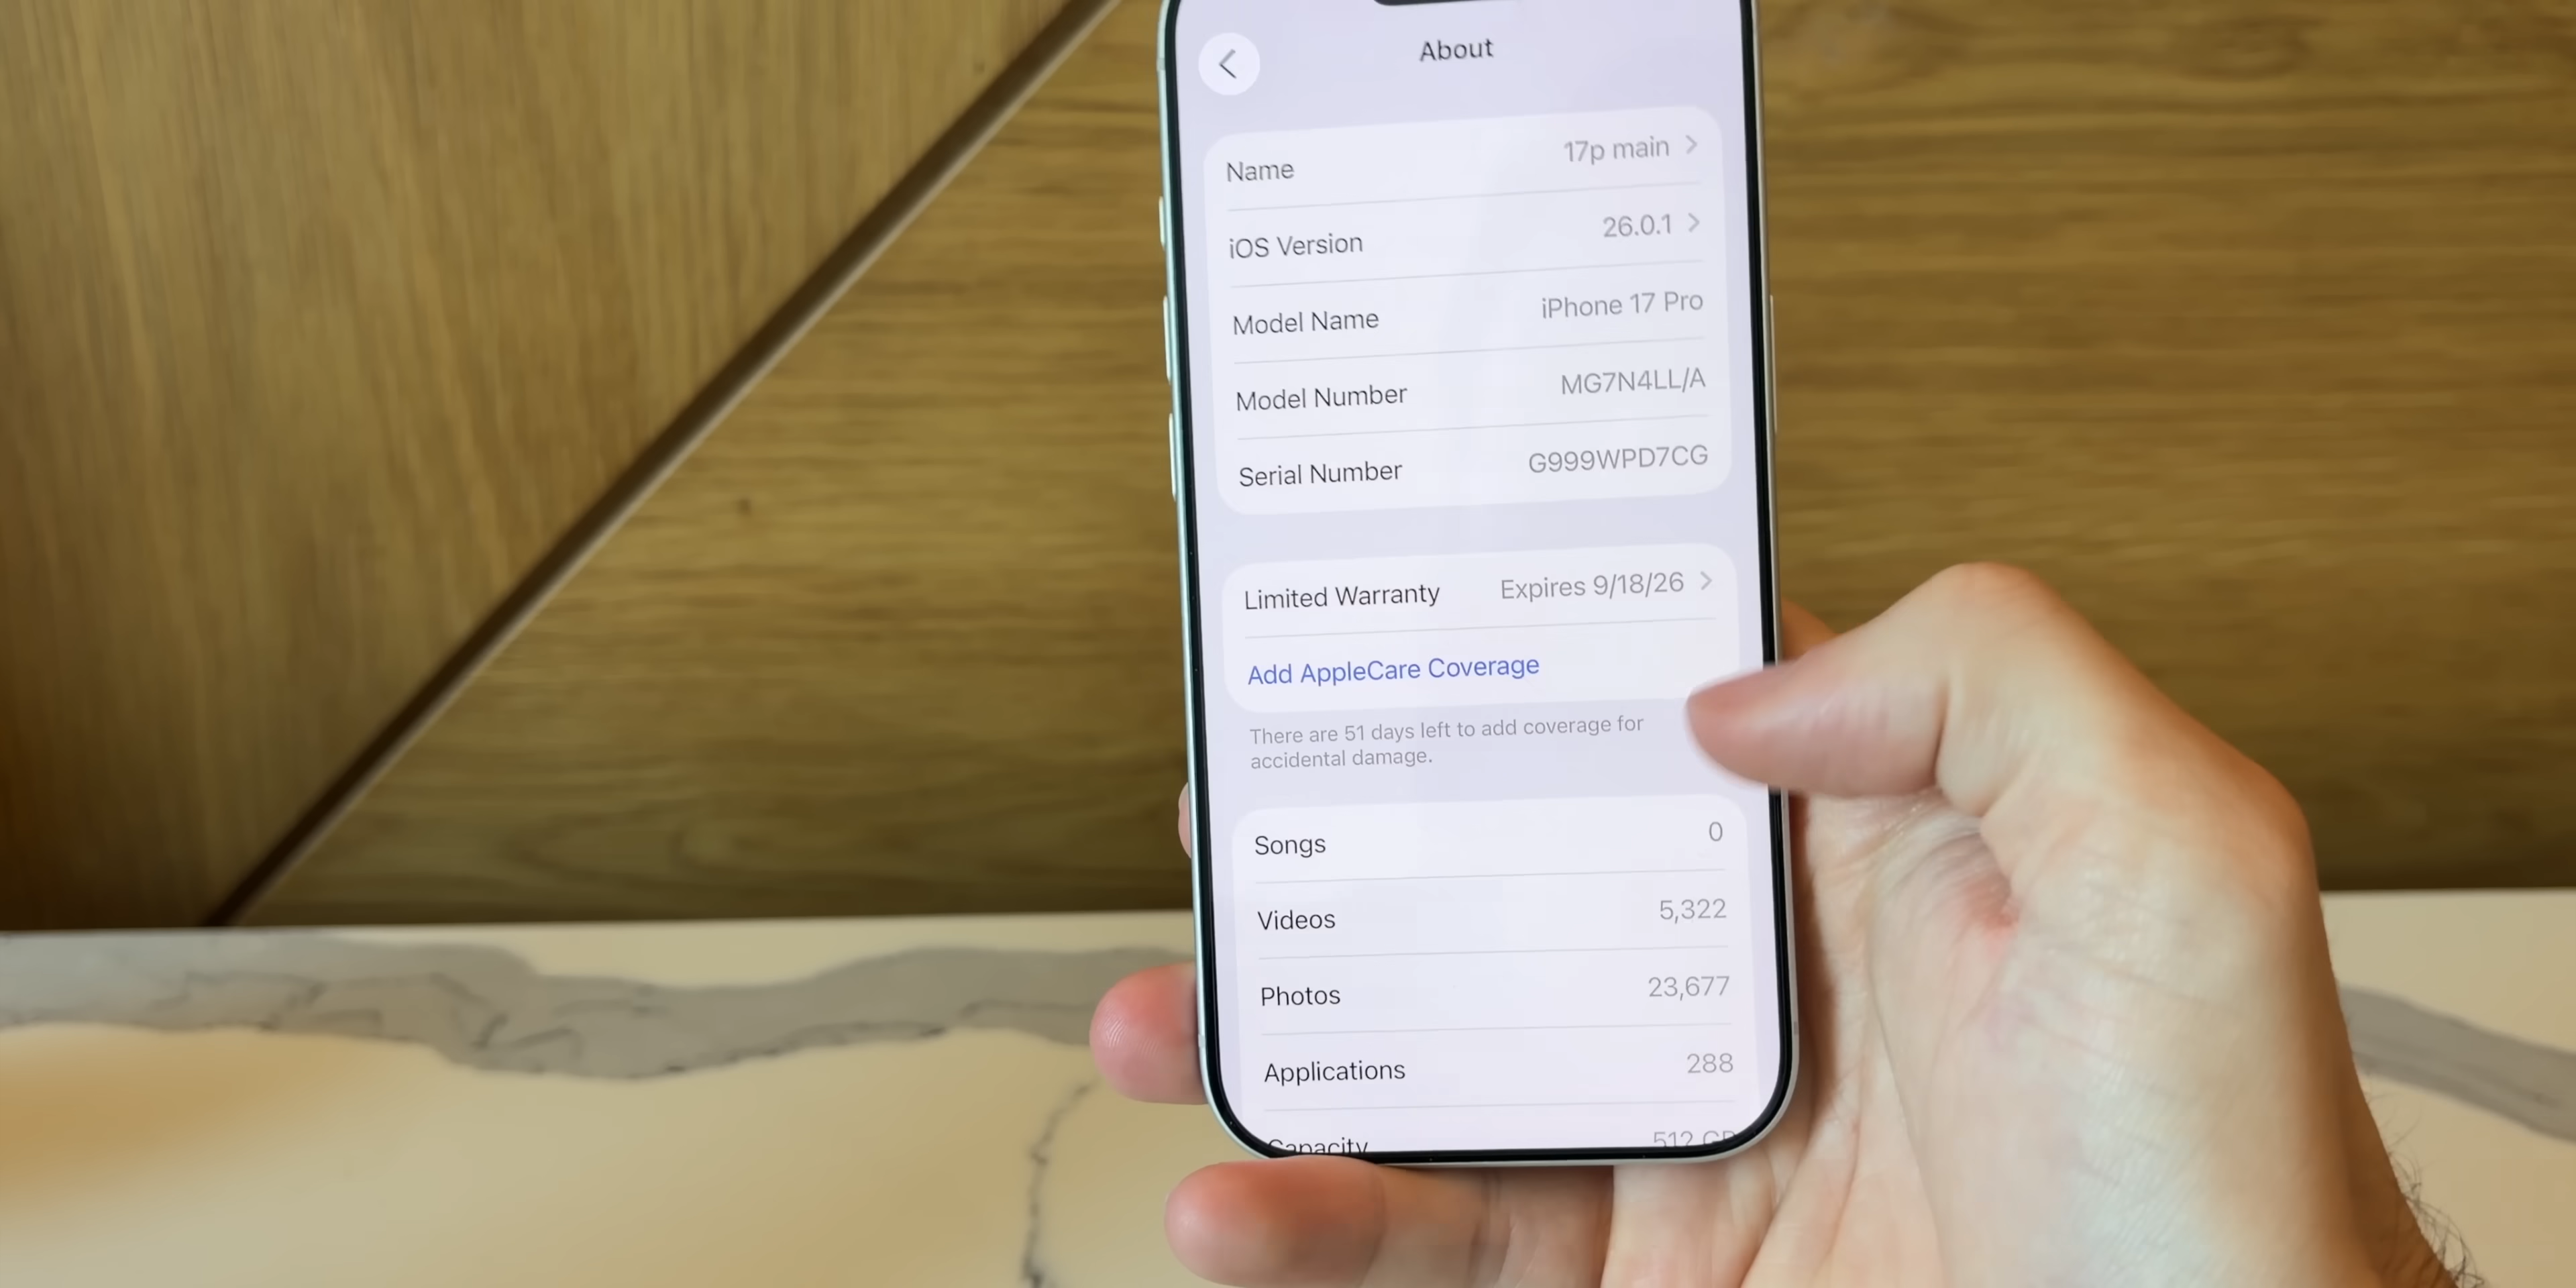 About
Name 17p main
iOS Version 26.0.1
Model Name iPhone 17 Pro
Model Number MG7N4LL/A
Serial Number G999WPD7CG
Limited Warranty Expires 9/18/26
Add AppleCare Coverage
There are 51 days left to add coverage for
accidental damage.
Songs 0
Videos 5,322
Photos 23,677
Applications 288
Capacity 512 GB